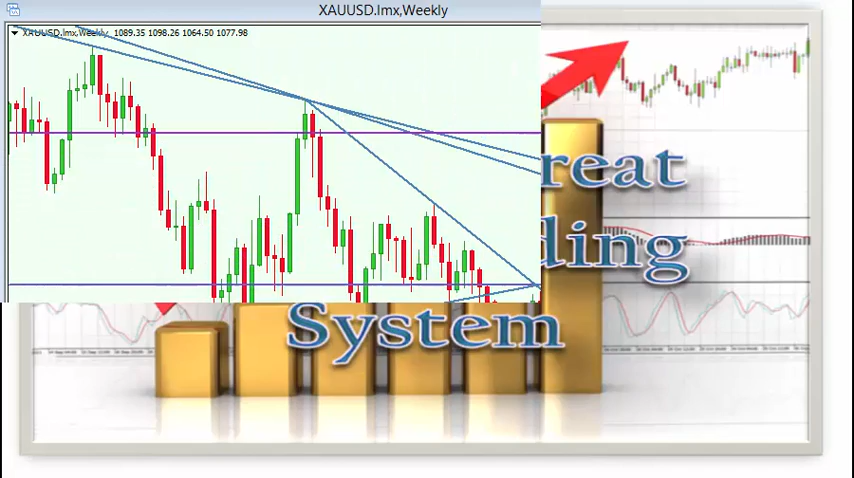 XAUUSD.lmx,Weekly
XAUUSD.lmx,Weekly 1089.35 1098.26 1064.50 1077.98
reat
ding
System